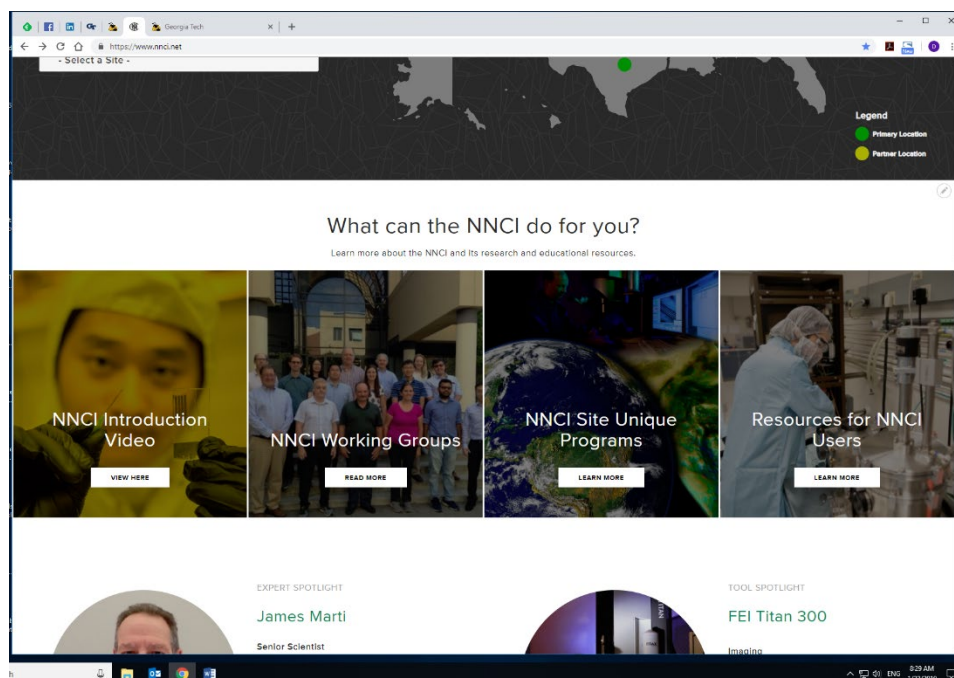 Georgia Tech
https://www.nnci.net
- Select a Site -
Legend
Primary Location
Partner Location
What can the NNCI do for you?
Learn more about the NNCI and its research and educational resources.
NNCI Introduction
Video
VIEW HERE
NNCI Working Groups
READ MORE
NNCI Site Unique
Programs
LEARN MORE
Resources for NNCI
Users
LEARN MORE
EXPERT SPOTLIGHT
James Marti
Senior Scientist
TOOL SPOTLIGHT
FEI Titan 300
Imaging
ENG
8:29 AM